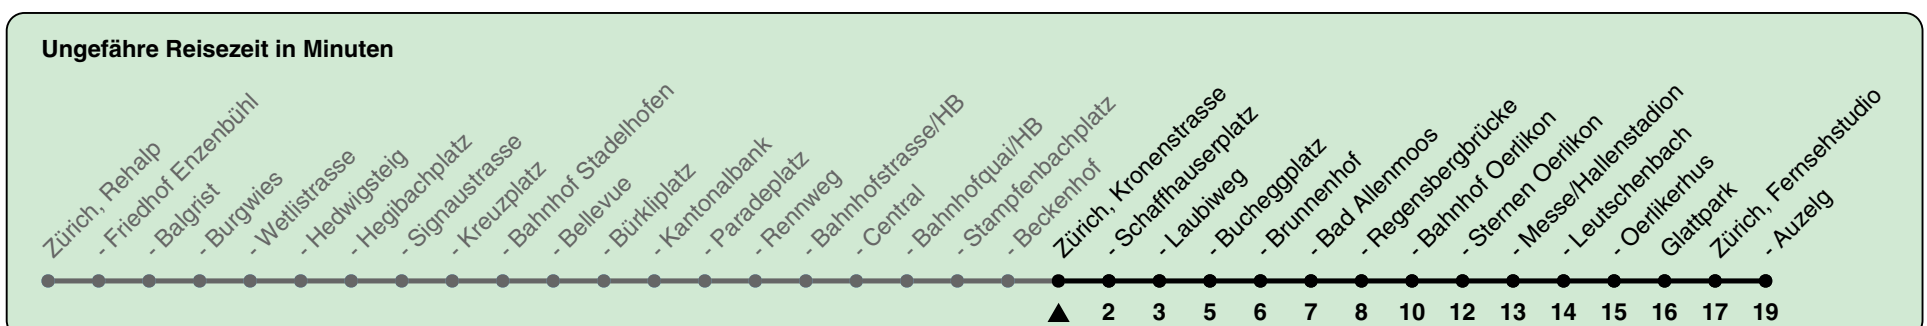 Ungefähre Reisezeit in Minuten
Zürich, Rehalp
- Friedhof Enzenbühl
- Balgrist
- Burgwies
- Wetlistrasse
- Hedwigsteig
- Hegibachplatz
- Signaustrasse
- Kreuzplatz
- Bahnhof Stadelhofen
- Bellevue
- Bürkliplatz
- Kantonalbank
- Paradeplatz
- Rennweg
- Bahnhofstrasse/HB
- Central
- Bahnhofquai/HB
- Stampfenbachplatz
- Beckenhof
Zürich, Kronenstrasse
- Schaffhauserplatz
- Laubiweg
- Bucheggplatz
- Brunnenhof
- Bad Allenmoos
- Regensbergbrücke
- Bahnhof Oerlikon
- Sternen Oerlikon
- Messe/Hallenstadion
- Leutschenbach
- Oerlikerhus
Glattpark
Zürich, Fernsehstudio
- Auzelg
2 3 5 6 7 8 10 12 13 14 15 16 17 19